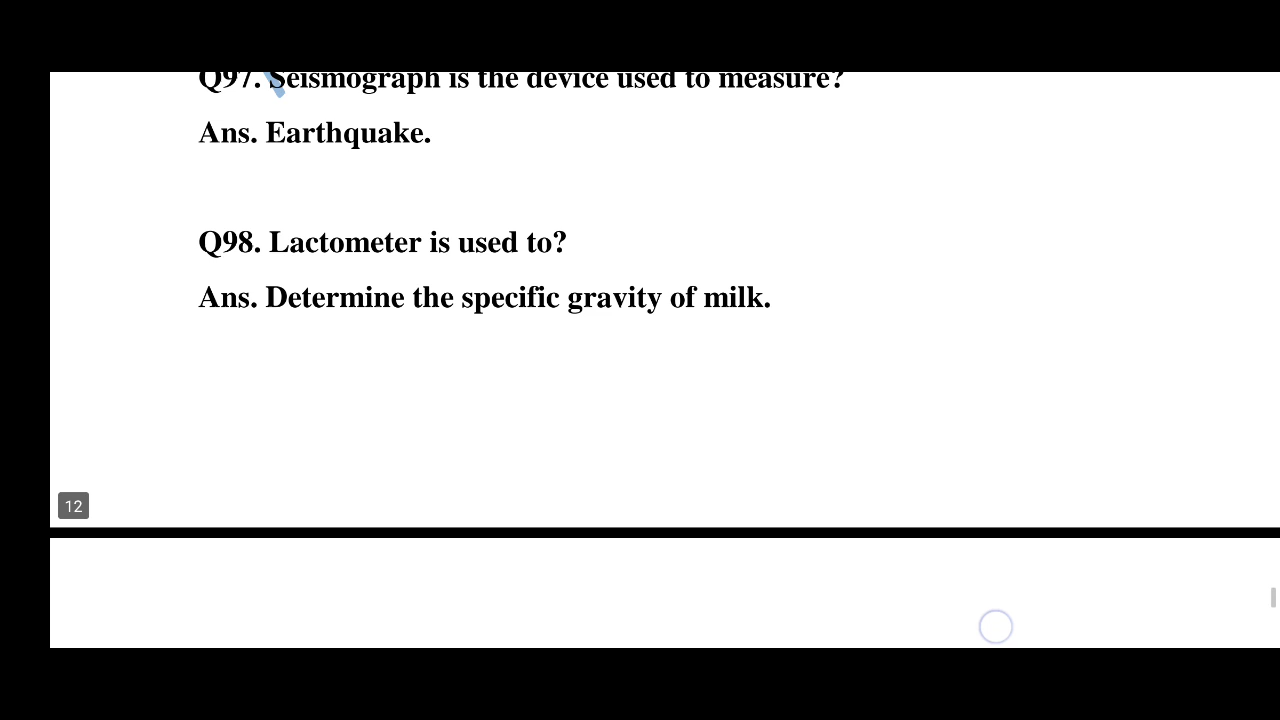 Q97. Seismograph is the device used to measure?
Ans. Earthquake.
Q98. Lactometer is used to?
Ans. Determine the specific gravity of milk.
12